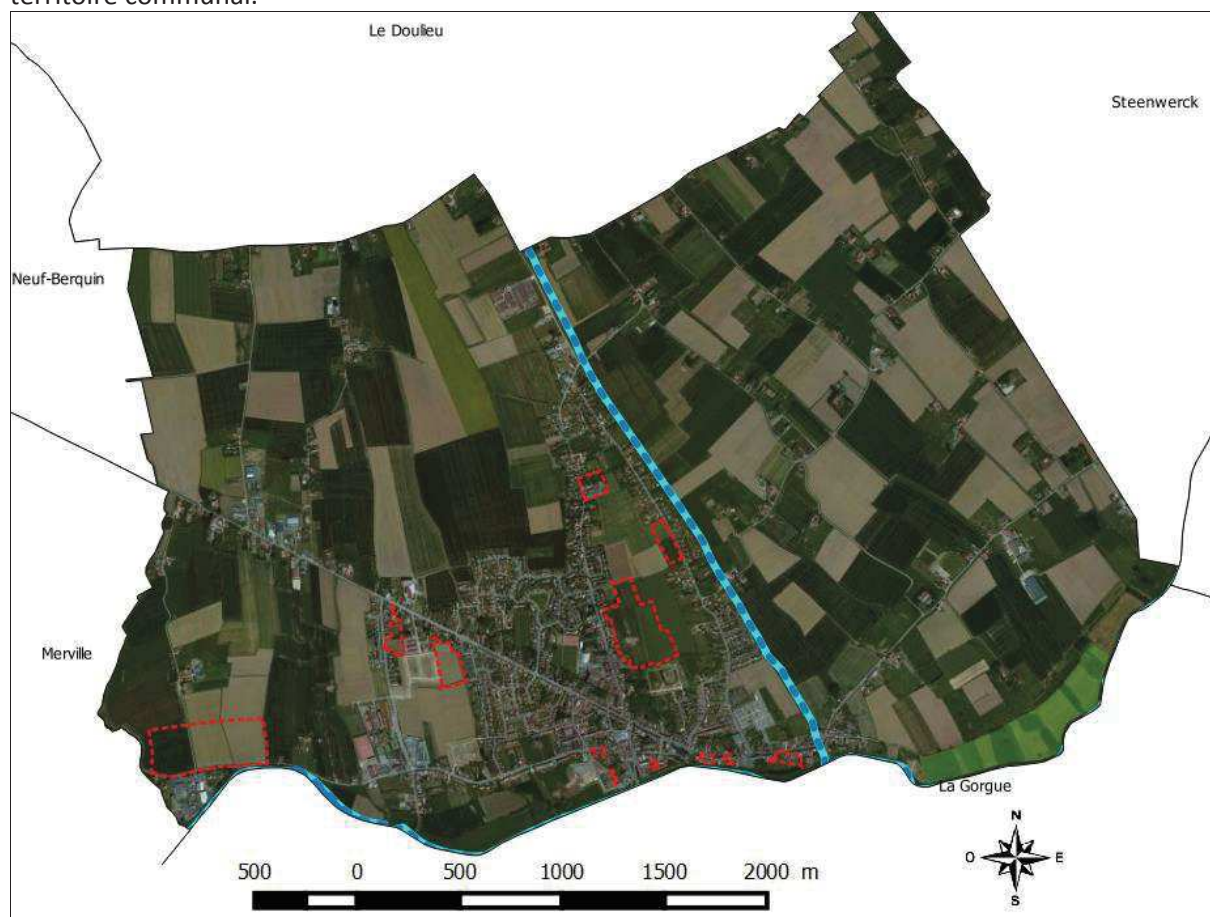 territoire communal.
Le Doulieu
Steenwerck
Neuf-Berquin
Merville
La Gorgue
N
O E
S
500 0 500 1000 1500 2000 m